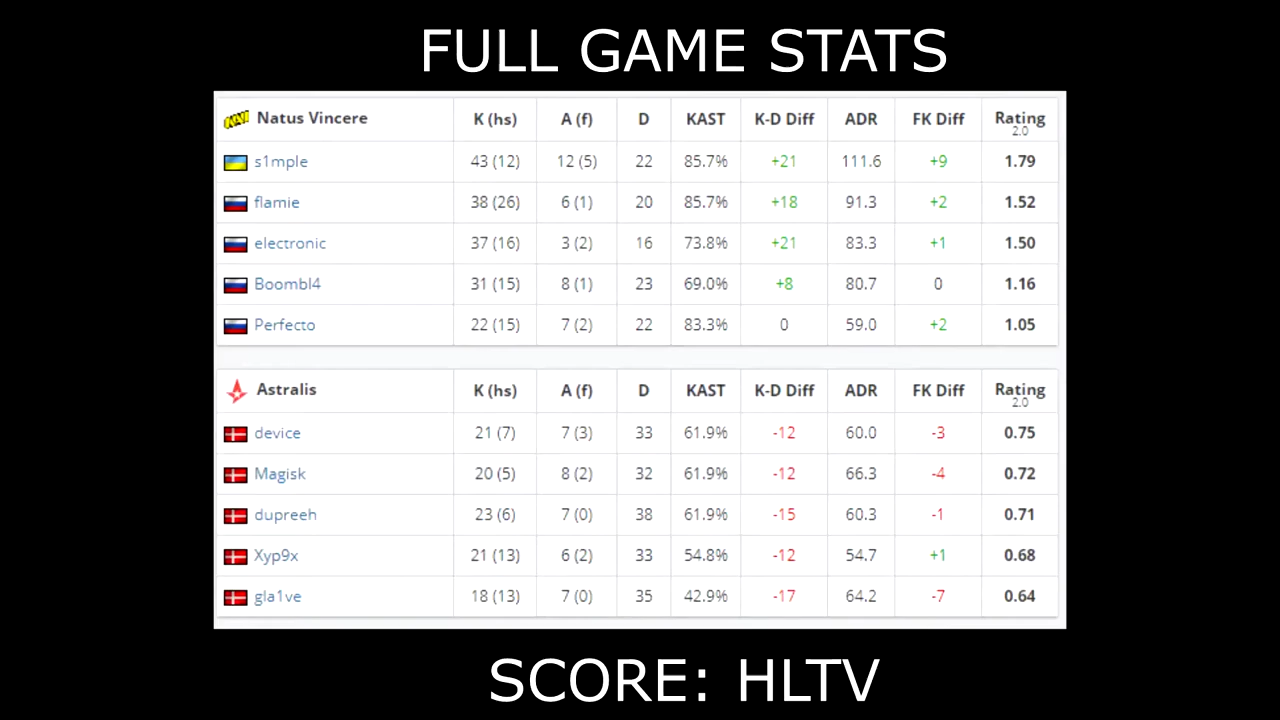 FULL GAME STATS
Natus Vincere K (hs) A (f) D KAST K-D Diff ADR FK Diff Rating 2.0
s1mple 43 (12) 12 (5) 22 85.7% +21 111.6 +9 1.79
flamie 38 (26) 6 (1) 20 85.7% +18 91.3 +2 1.52
electronic 37 (16) 3 (2) 16 73.8% +21 83.3 +1 1.50
Boombl4 31 (15) 8 (1) 23 69.0% +8 80.7 0 1.16
Perfecto 22 (15) 7 (2) 22 83.3% 0 59.0 +2 1.05
Astralis K (hs) A (f) D KAST K-D Diff ADR FK Diff Rating 2.0
device 21 (7) 7 (3) 33 61.9% -12 60.0 -3 0.75
Magisk 20 (5) 8 (2) 32 61.9% -12 66.3 -4 0.72
dupreeh 23 (6) 7 (0) 38 61.9% -15 60.3 -1 0.71
Xyp9x 21 (13) 6 (2) 33 54.8% -12 54.7 +1 0.68
gla1ve 18 (13) 7 (0) 35 42.9% -17 64.2 -7 0.64
SCORE: HLTV